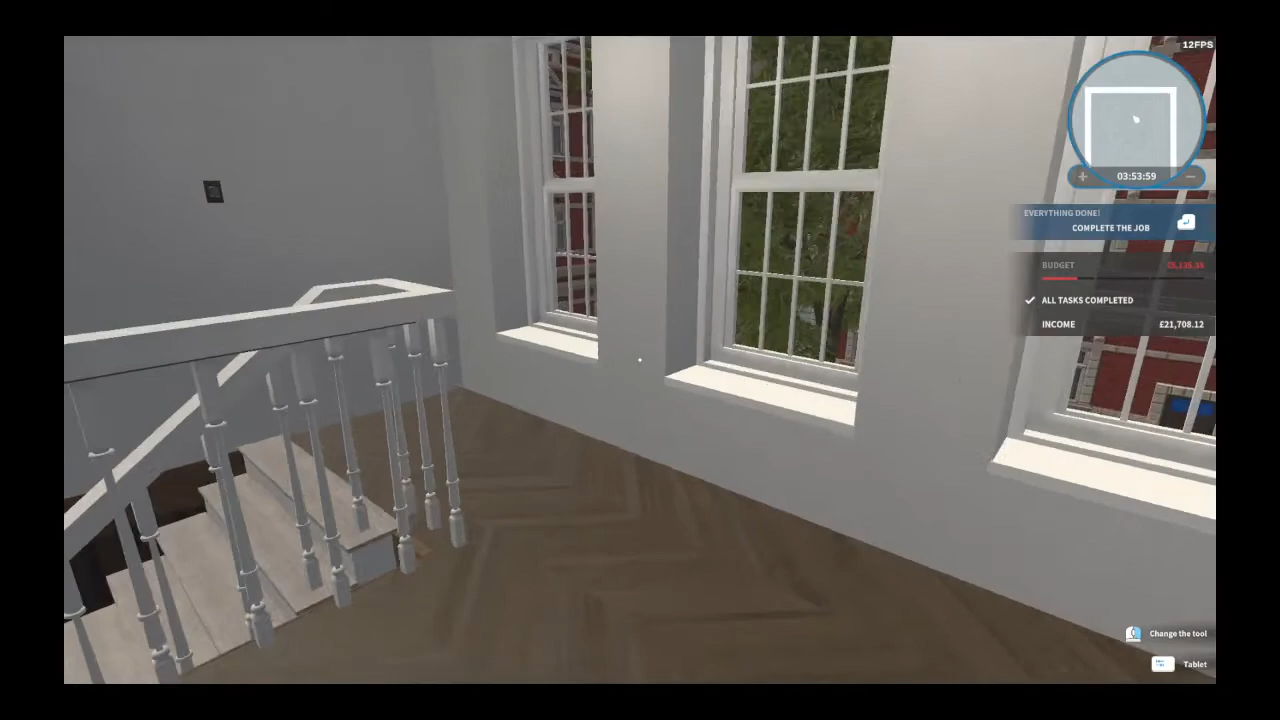 12FPS
03:53:59
EVERYTHING DONE!
COMPLETE THE JOB
BUDGET
ALL TASKS COMPLETED
INCOME £21,708.12
Change the tool
Tablet